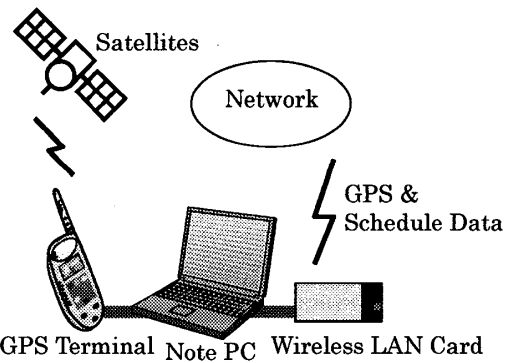 Satellites
Network
GPS &
Schedule Data
GPS Terminal
Note PC
Wireless LAN Card